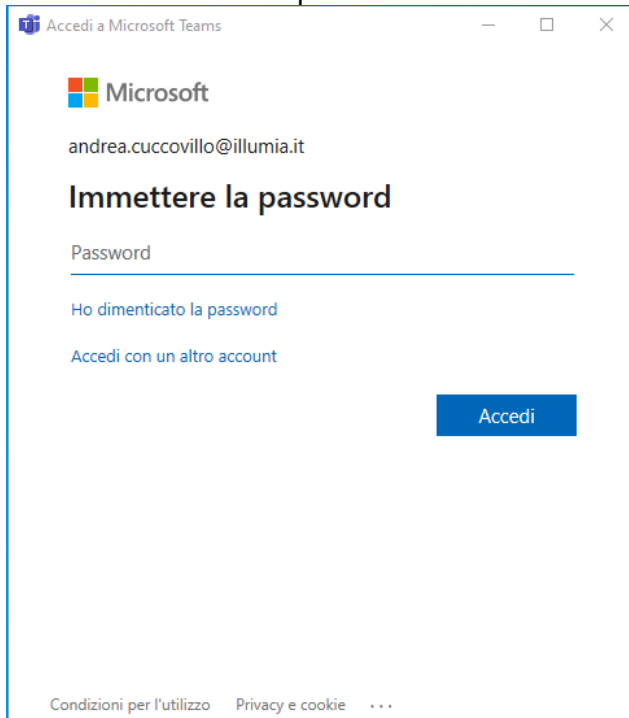 Accedi a Microsoft Teams
Microsoft
andrea.cuccovillo@illumia.it
Immettere la password
Password
Ho dimenticato la password
Accedi con un altro account
Accedi
Condizioni per l'utilizzo Privacy e cookie ...